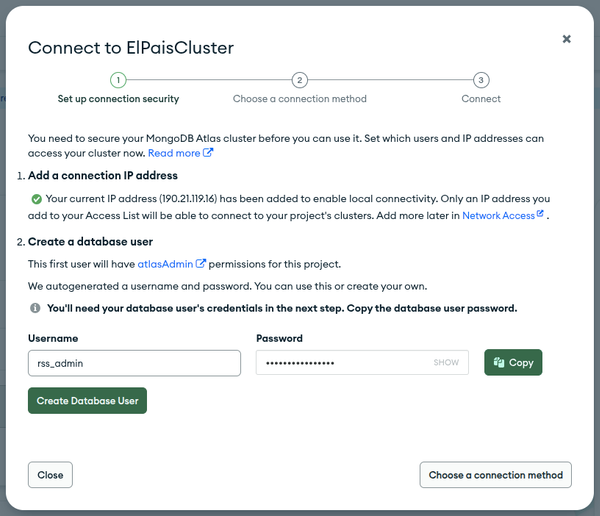 Connect to ElPaisCluster
1
2
3
Set up connection security
Choose a connection method
Connect
You need to secure your MongoDB Atlas cluster before you can use it. Set which users and IP addresses can
access your cluster now. Read more
1. Add a connection IP address
Your current IP address (190.21.119.16) has been added to enable local connectivity. Only an IP address you
add to your Access List will be able to connect to your project's clusters. Add more later in Network Access .
2. Create a database user
This first user will have atlasAdmin permissions for this project.
We autogenerated a username and password. You can use this or create your own.
You'll need your database user's credentials in the next step. Copy the database user password.
Username
Password
rss_admin
•••••••••••••••• SHOW
Copy
Create Database User
Close
Choose a connection method